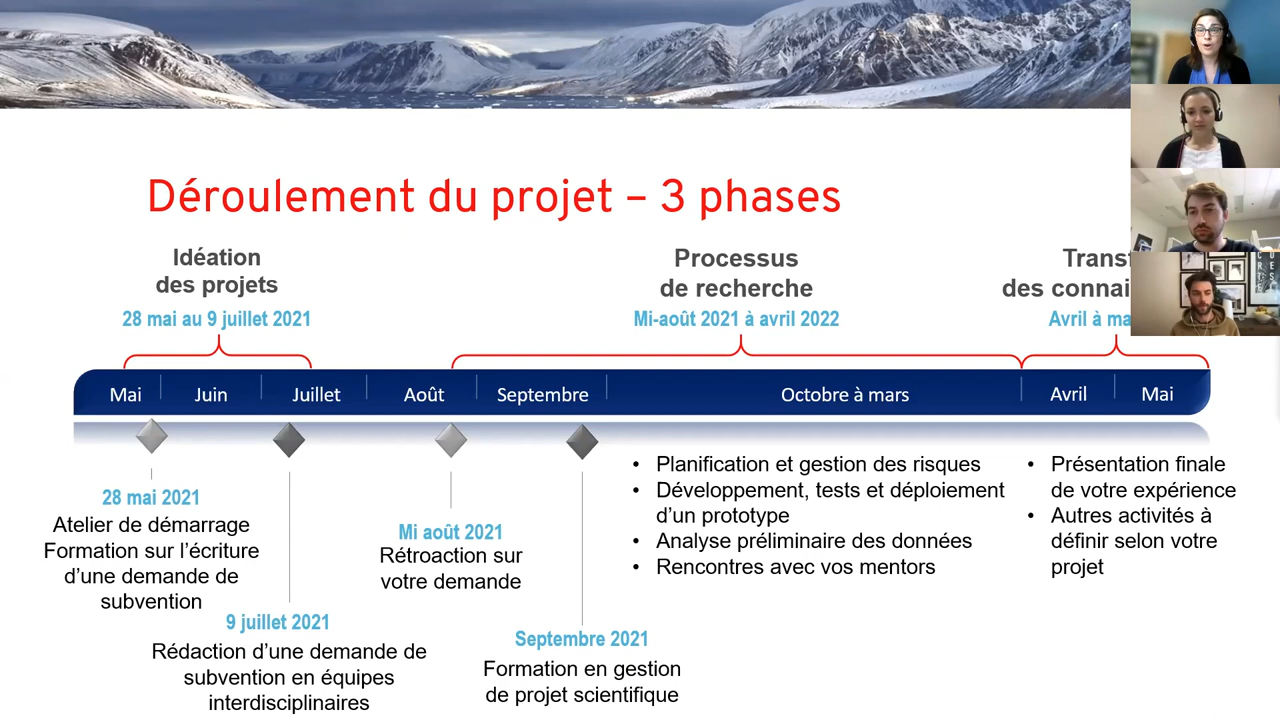 Déroulement du projet – 3 phases
Idéation
des projets
28 mai au 9 juillet 2021
Processus
de recherche
Mi-août 2021 à avril 2022
des
Avril à
Mai
Juin
Juillet
Août
Septembre
Octobre à mars
Avril
Mai
28 mai 2021
Atelier de démarrage
Formation sur l’écriture
d’une demande de
subvention
9 juillet 2021
Rédaction d’une demande de
subvention en équipes
interdisciplinaires
Mi août 2021
Rétroaction sur
votre demande
Septembre 2021
Formation en gestion
de projet scientifique
• Planification et gestion des risques
• Développement, tests et déploiement
d’un prototype
• Analyse préliminaire des données
• Rencontres avec vos mentors
• Présentation finale
de votre expérience
• Autres activités à
définir selon votre
projet